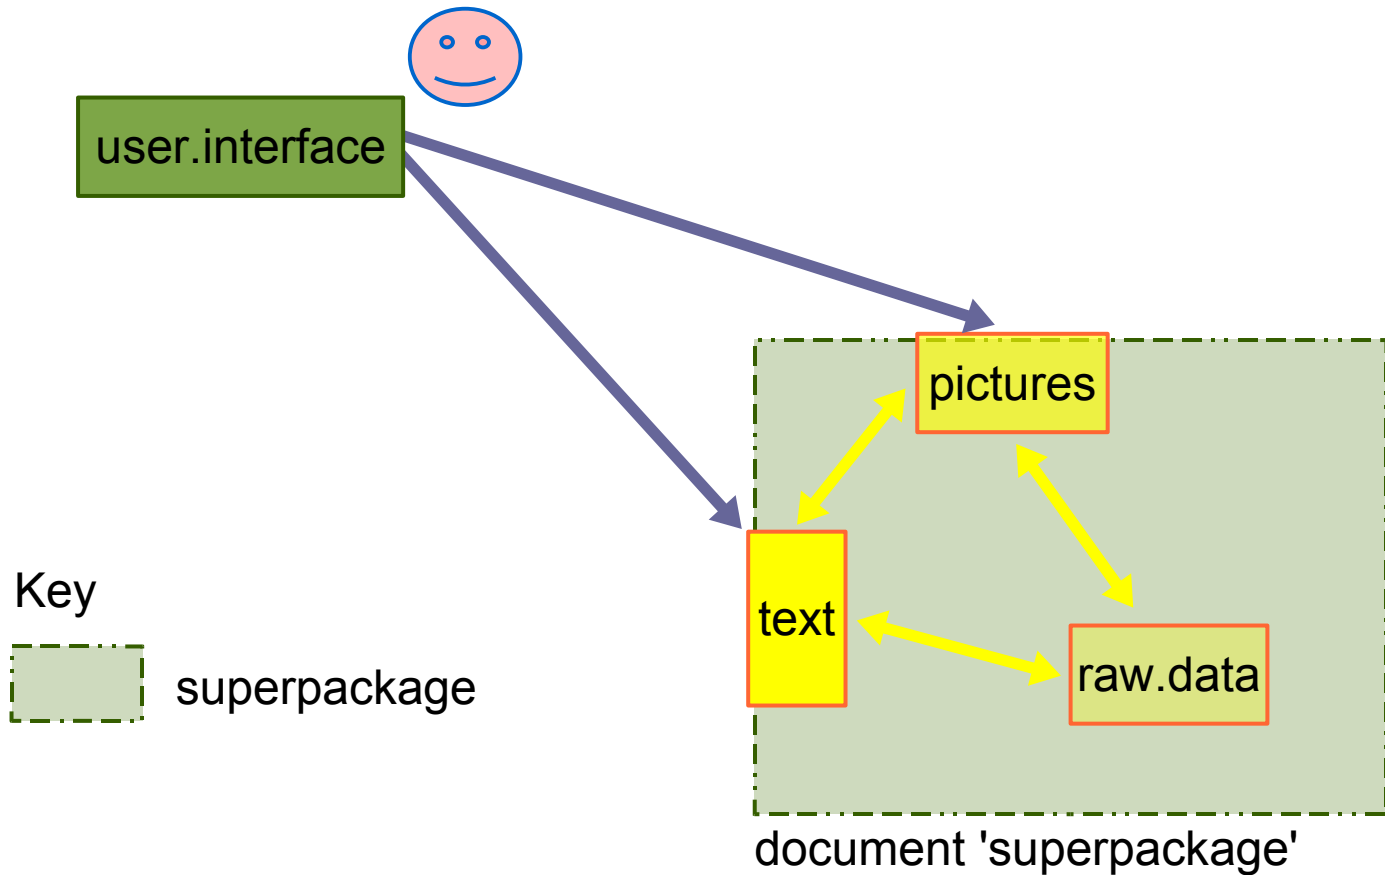 user.interface
pictures
text
raw.data
Key
superpackage
document 'superpackage'